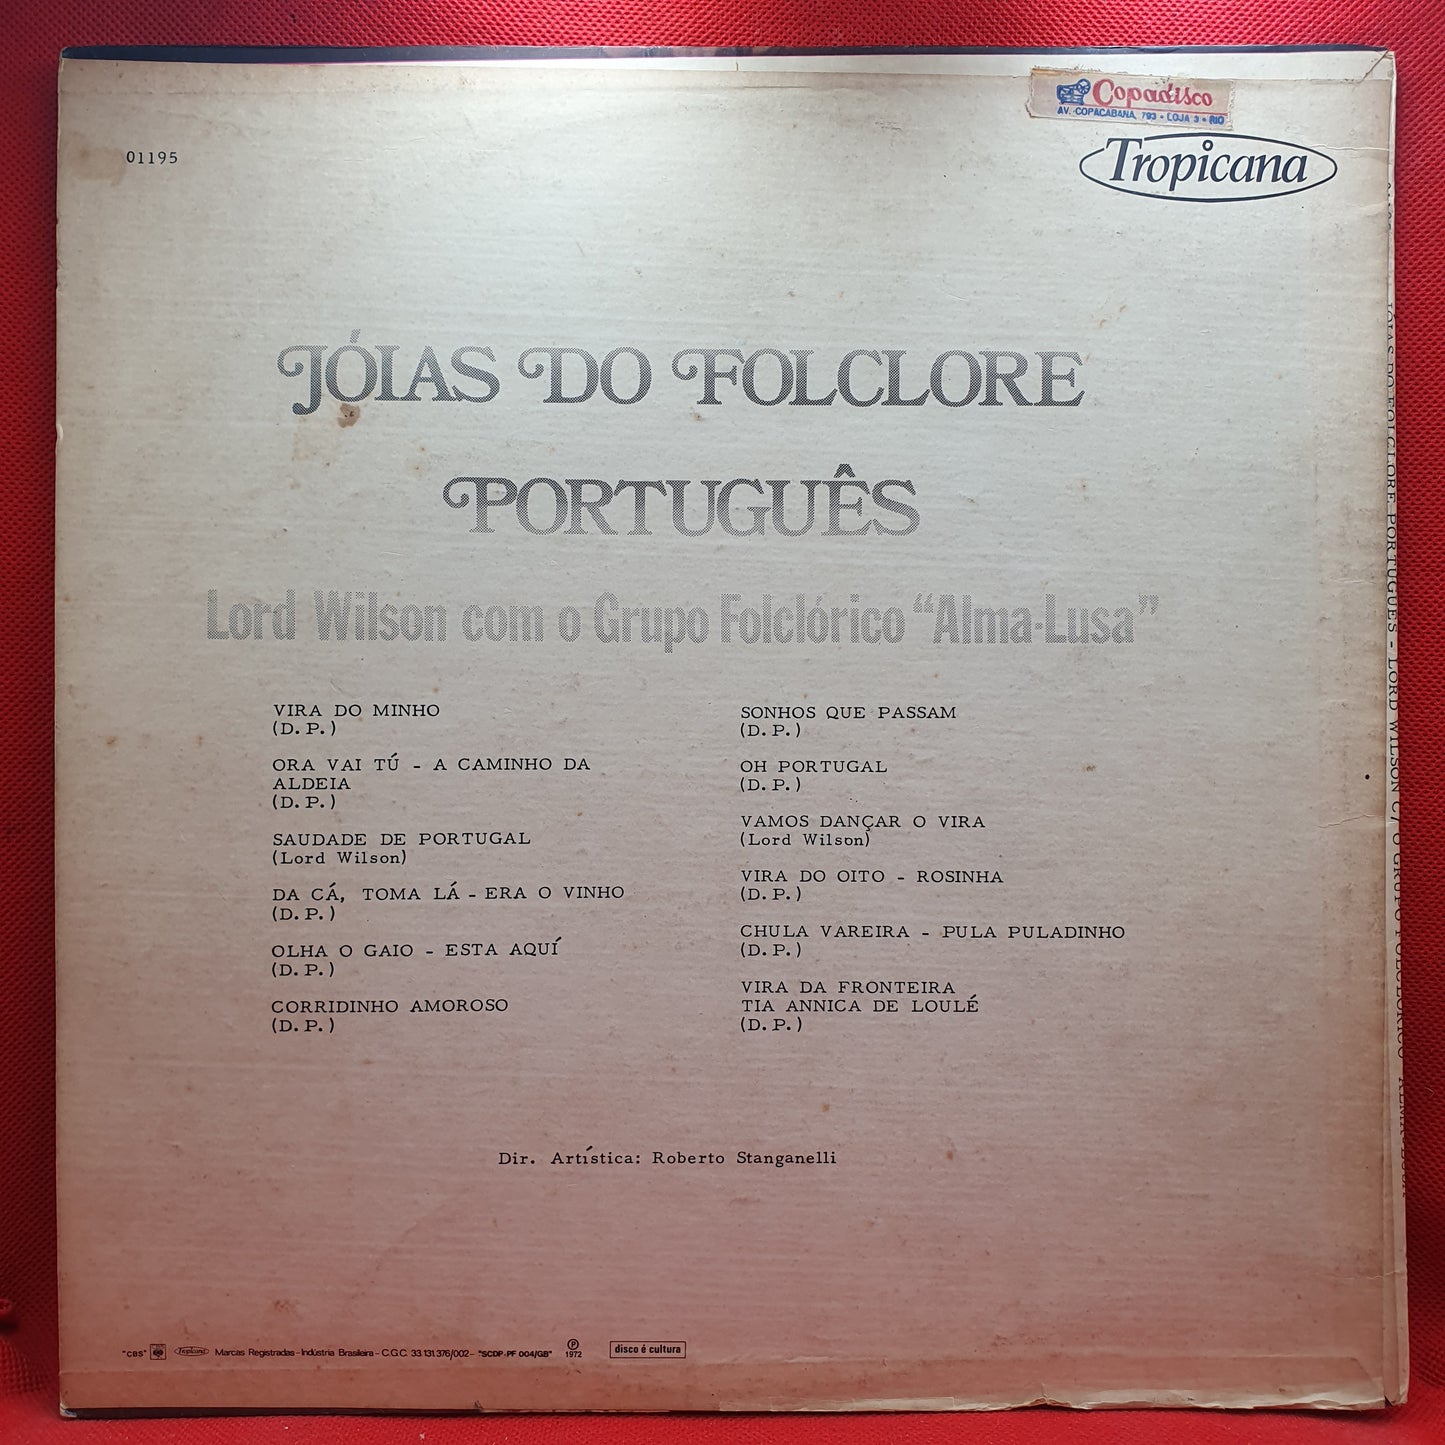 Copadisco
AV. COPACABANA, 793 • LOJA 3 • RIO
01195
Tropicana
JÓIAS DO FOLCLORE
PORTUGUÊS
Lord Wilson com o Grupo Folclórico "Alma-Lusa"
VIRA DO MINHO
(D. P. )
ORA VAI TÚ - A CAMINHO DA
ALDEIA
(D. P. )
SAUDADE DE PORTUGAL
(Lord Wilson)
DA CÁ, TOMA LÁ - ERA O VINHO
(D. P. )
OLHA O GAIO - ESTA AQUÍ
(D. P. )
CORRIDINHO AMOROSO
(D. P. )
SONHOS QUE PASSAM
(D. P. )
OH PORTUGAL
(D. P. )
VAMOS DANÇAR O VIRA
(Lord Wilson)
VIRA DO OITO - ROSINHA
(D. P. )
CHULA VAREIRA - PULA PULADINHO
(D. P. )
VIRA DA FRONTEIRA
TIA ANNICA DE LOULÉ
(D. P. )
Dir. Artística: Roberto Stanganelli
"CBS" Tropicana Marcas Registradas - Indústria Brasileira - C.G.C. 33.131.376/002 - "SCDP-PF 004/GB" Ⓟ 1972 disco é cultura
JÓIAS DO FOLCLORE PORTUGUÊS - LORD WILSON C/ O GRUPO FOLCLÓRICO